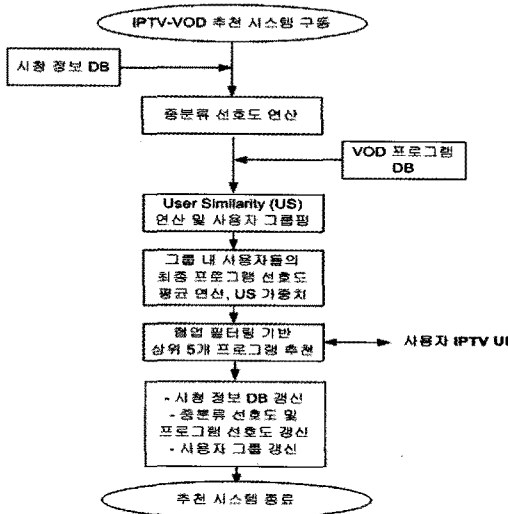 IPTV-VOD 추천 시스템 구동
시청 정보 DB
중분류 선호도 연산
VOD 프로그램
DB
User Similarity (US)
연산 및 사용자 그룹핑
그룹 내 사용자들의
최종 프로그램 선호도
평균 연산, US 가중치
협업 필터링 기반
상위 5개 프로그램 추천
사용자 IPTV UI
- 시청 정보 DB 갱신
- 중분류 선호도 및
프로그램 선호도 갱신
- 사용자 그룹 갱신
추천 시스템 종료